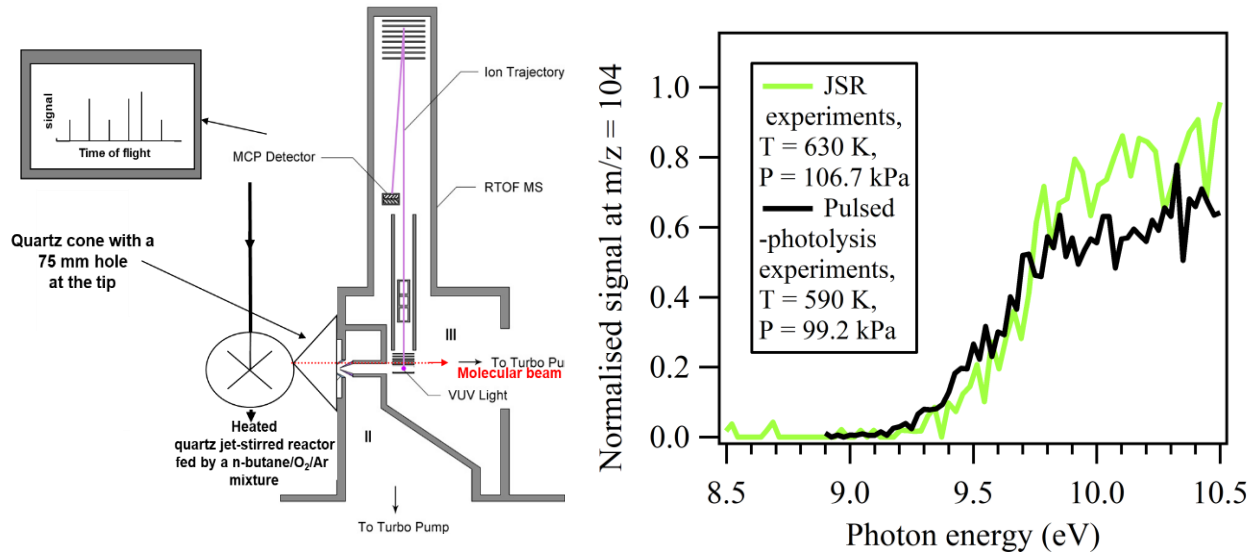 signal
Time of flight
Ion Trajectory
MCP Detector
RTOF MS
Quartz cone with a
75 mm hole
at the tip
III
To Turbo Pu
Molecular beam
VUV Light
II
Heated
quartz jet-stirred reactor
fed by a n-butane/O₂/Ar
mixture
To Turbo Pump
Normalised signal at m/z = 104
1.0
0.8
0.6
0.4
0.2
0.0
JSR
experiments,
T = 630 K,
P = 106.7 kPa
Pulsed
-photolysis
experiments,
T = 590 K,
P = 99.2 kPa
8.5 9.0 9.5 10.0 10.5
Photon energy (eV)